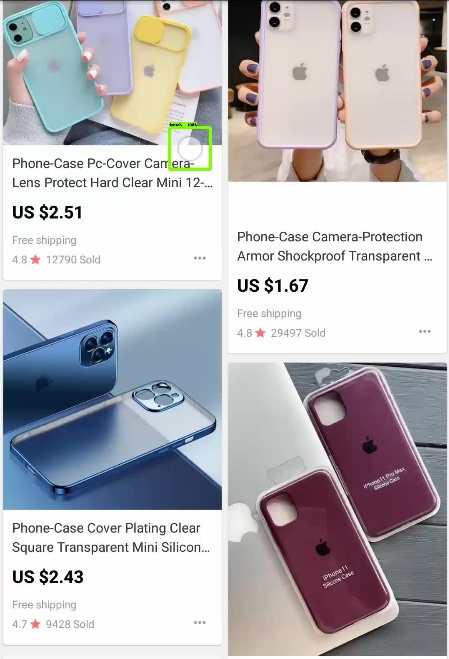 Phone-Case Pc-Cover Camera-
Lens Protect Hard Clear Mini 12-...
US $2.51
Free shipping
4.8 ★ 12790 Sold
Phone-Case Camera-Protection
Armor Shockproof Transparent ...
US $1.67
Free shipping
4.8 ★ 29497 Sold
Phone-Case Cover Plating Clear
Square Transparent Mini Silicon...
US $2.43
Free shipping
4.7 ★ 9428 Sold
iPhone11 Pro Max
Silicone Case
iPhone11
Silicone Case